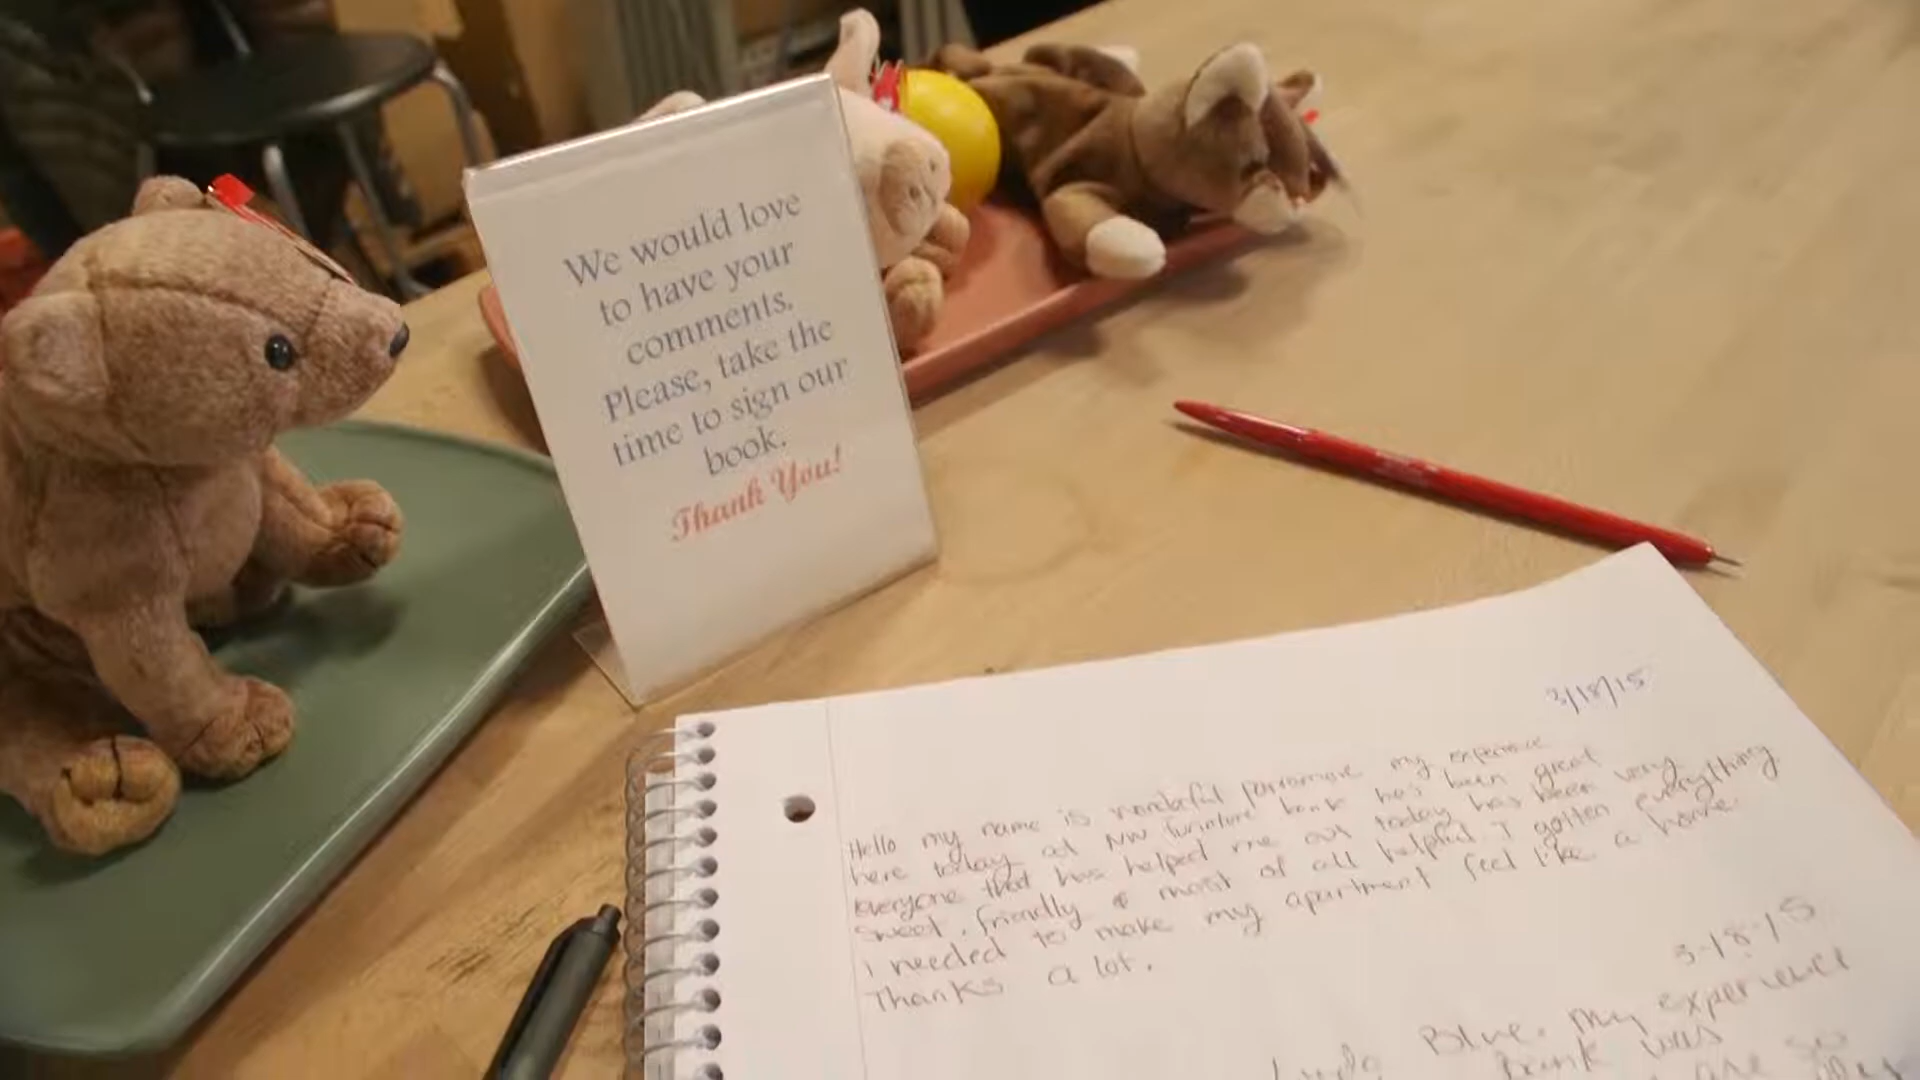 We would love
to have your
comments.
Please, take the
time to sign our
book.
Thank You!
3/18/15
Hello my name is my experience
here today at NW furniture bank has been great
everyone that has helped me out today has been very
sweet, friendly & most of all helpful. I gotten everything
I needed to make my apartment feel like a home.
Thanks a lot.
3-18-15
Blue. my experience
bank was
are so